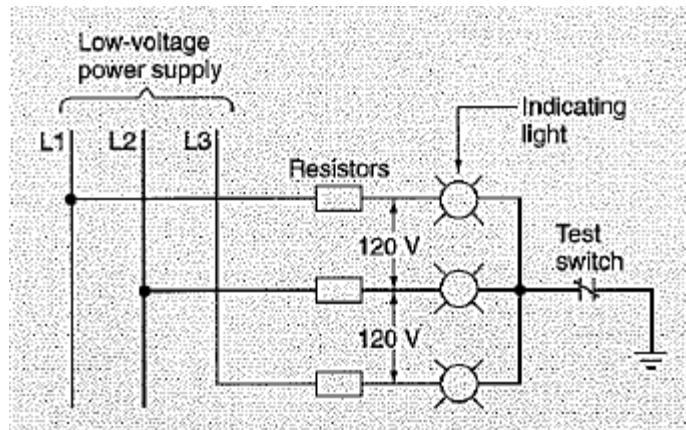 Low-voltage
power supply
L1
L2
L3
Resistors
Indicating
light
120 V
Test
switch
120 V